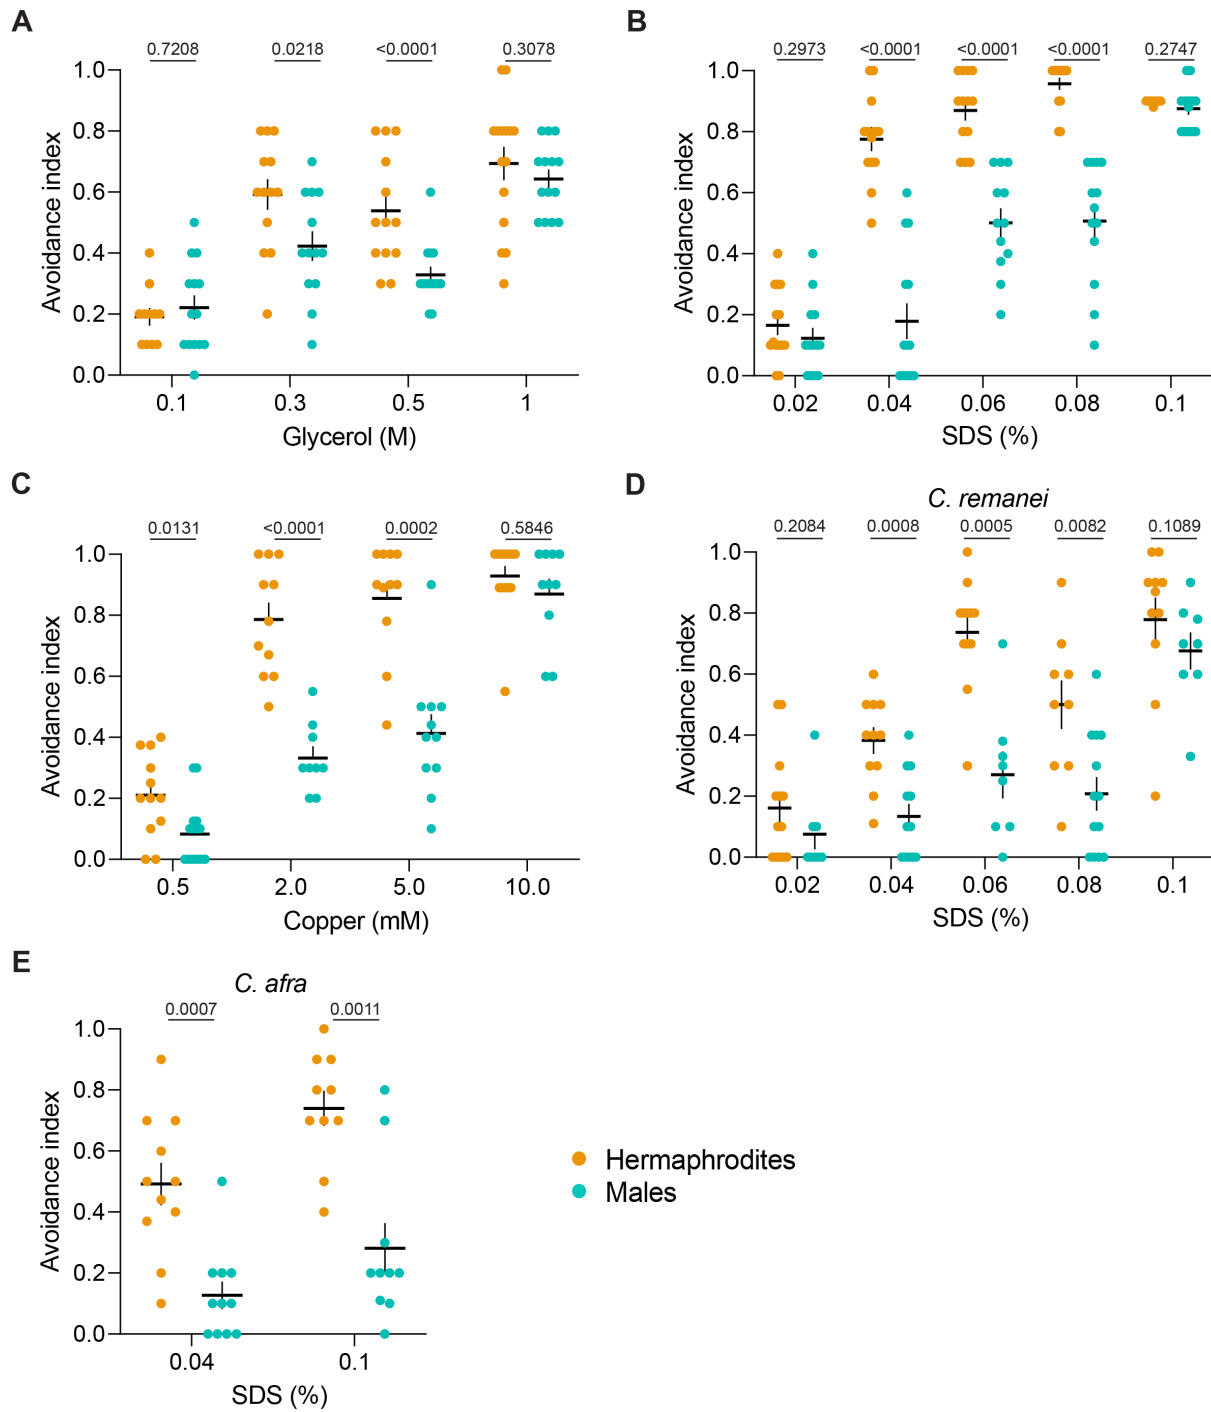 A
0.7208 0.0218 <0.0001 0.3078
1.0
0.8
0.6
0.4
0.2
0.0
Avoidance index
0.1 0.3 0.5 1
Glycerol (M)
B
0.2973 <0.0001 <0.0001 <0.0001 0.2747
1.0
0.8
0.6
0.4
0.2
0.0
Avoidance index
0.02 0.04 0.06 0.08 0.1
SDS (%)
C
0.0131 <0.0001 0.0002 0.5846
1.0
0.8
0.6
0.4
0.2
0.0
Avoidance index
0.5 2.0 5.0 10.0
Copper (mM)
D
C. remanei
0.2084 0.0008 0.0005 0.0082 0.1089
1.0
0.8
0.6
0.4
0.2
0.0
Avoidance index
0.02 0.04 0.06 0.08 0.1
SDS (%)
E
C. afra
0.0007 0.0011
1.0
0.8
0.6
0.4
0.2
0.0
Avoidance index
0.04 0.1
SDS (%)
Hermaphrodites
Males